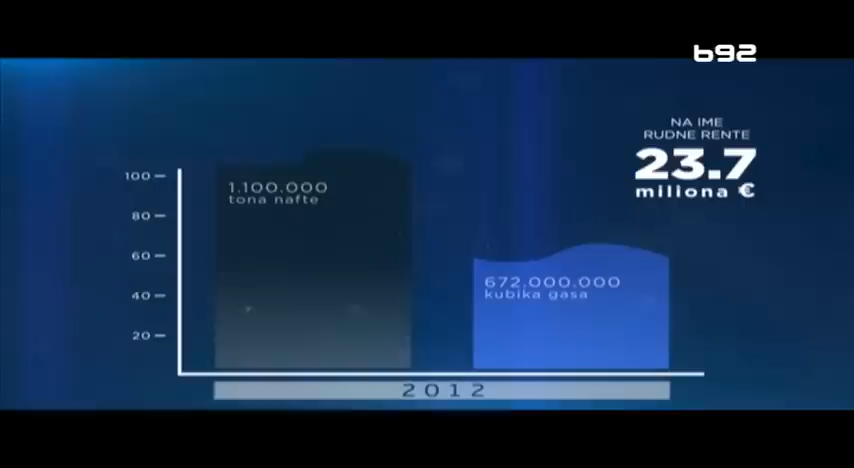 b92
NA IME
RUDNE RENTE
23.7
miliona €
100
80
60
40
20
1.100.000
tona nafte
672.000.000
kubika gasa
2012